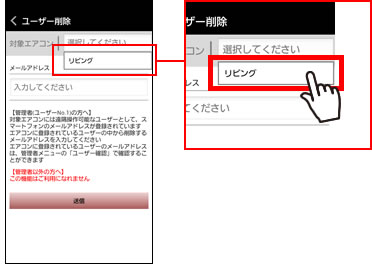 ユーザー削除
対象エアコン
選択してください
リビング
メールアドレス
入力してください
【管理者(ユーザーNo.1)の方へ】
対象エアコンには遠隔操作可能なユーザーとして、ス
マートフォンのメールアドレスが登録されています
エアコンに登録されているユーザーの中から削除する
メールアドレスを入力してください
エアコンに登録されているユーザーのメールアドレス
は、管理者メニューの「ユーザー確認」で確認するこ
とができます
【管理者以外の方へ】
この機能はご利用になれません
送信
ザー削除
コン
選択してください
リビング
レス
てください